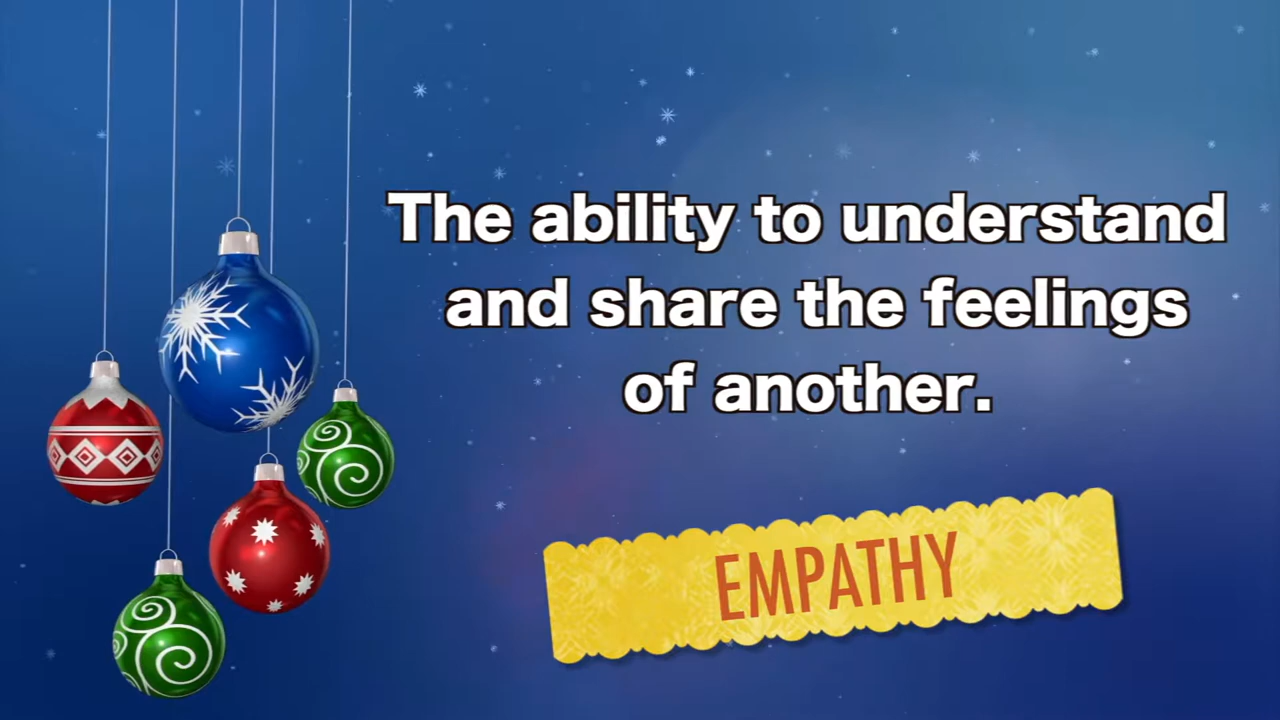 The ability to understand
and share the feelings
of another.
EMPATHY